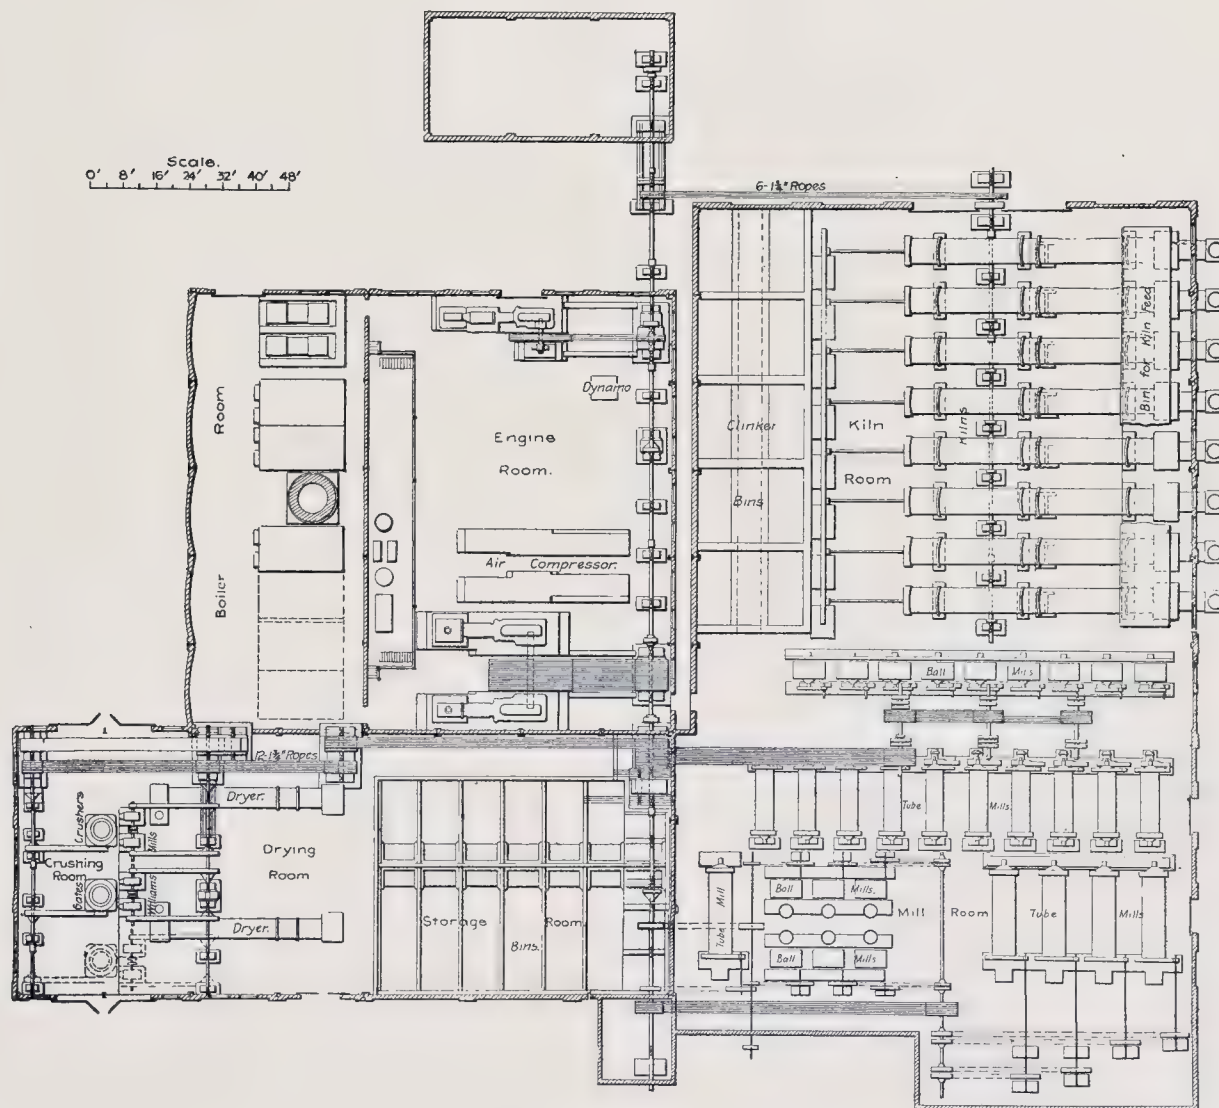 Scale.
0' 8' 16' 24' 32' 40' 48'
6-1¾" Ropes
Boiler Room
Engine
Room.
Dynamo
Air Compressor.
Clinker
Bins
Kiln
Room
Kilns
Bin for Kiln feed
Ball Mills
12-1¾" Ropes
Dryer.
Crushers
Gates
Crushing
Room
Mills
Williams
Drying
Room
Dryer.
Storage Room.
Bins.
Tube Mills.
Tube Mill
Ball Mills.
Ball Mills
Mill Room
Tube Mills